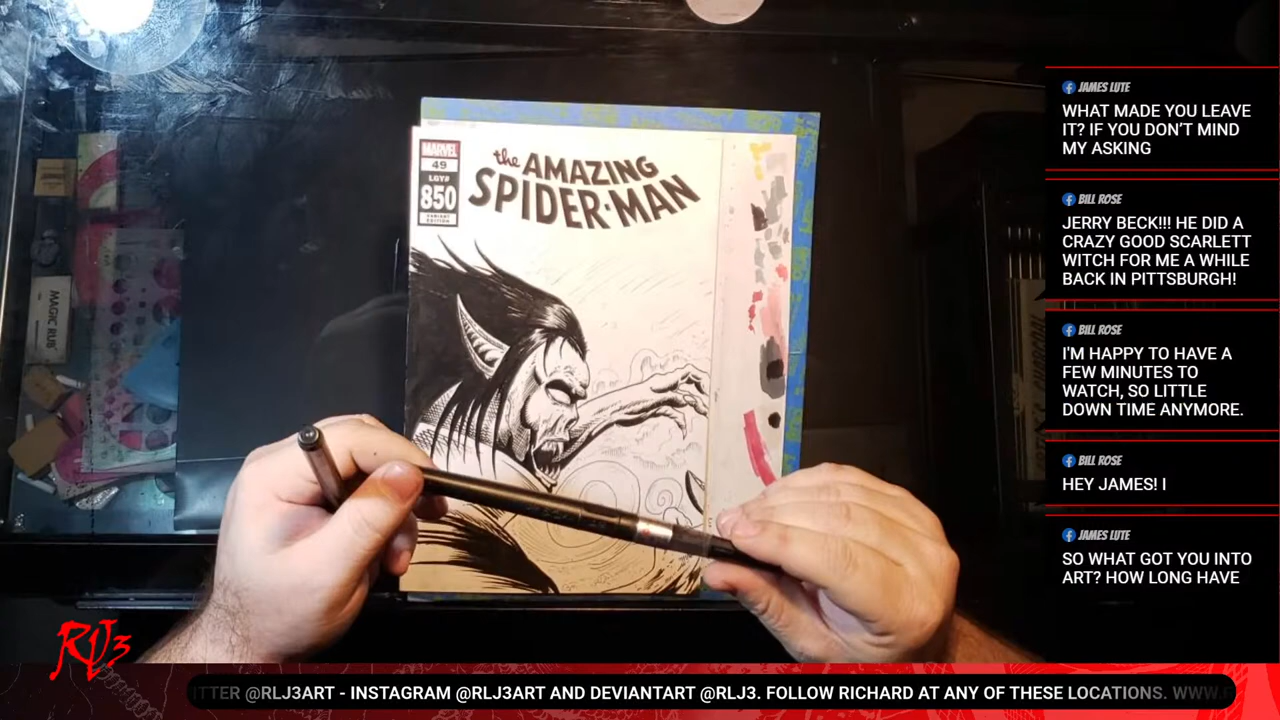 MARVEL
49
LGY#
850
VARIANT
EDITION
the AMAZING
SPIDER-MAN
MAGIC RUB
JAMES LUTE
WHAT MADE YOU LEAVE
IT? IF YOU DON'T MIND
MY ASKING
BILL ROSE
JERRY BECK!!! HE DID A
CRAZY GOOD SCARLETT
WITCH FOR ME A WHILE
BACK IN PITTSBURGH!
BILL ROSE
I'M HAPPY TO HAVE A
FEW MINUTES TO
WATCH, SO LITTLE
DOWN TIME ANYMORE.
BILL ROSE
HEY JAMES! I
JAMES LUTE
SO WHAT GOT YOU INTO
ART? HOW LONG HAVE
RLJ3
ITTER @RLJ3ART - INSTAGRAM @RLJ3ART AND DEVIANTART @RLJ3. FOLLOW RICHARD AT ANY OF THESE LOCATIONS. WWW.F